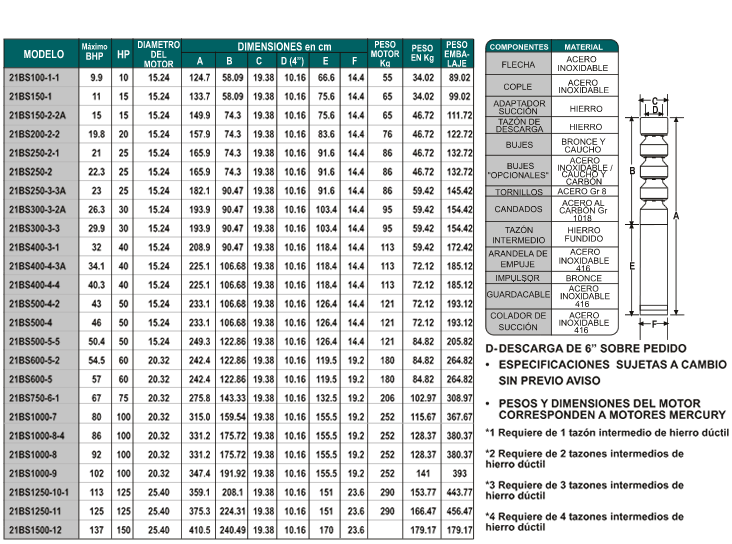 MODELO Máximo BHP HP DIAMETRO DEL MOTOR DIMENSIONES en cm PESO MOTOR Kg PESO EN Kg PESO EMBA- LAJE
A B C D (4”) E F
21BS100-1-1 9.9 10 15.24 124.7 58.09 19.38 10.16 66.6 14.4 55 34.02 89.02
21BS150-1 11 15 15.24 133.7 58.09 19.38 10.16 75.6 14.4 65 34.02 99.02
21BS150-2-2A 15 15 15.24 149.9 74.3 19.38 10.16 75.6 14.4 65 46.72 111.72
21BS200-2-2 19.8 20 15.24 157.9 74.3 19.38 10.16 83.6 14.4 76 46.72 122.72
21BS250-2-1 21 25 15.24 165.9 74.3 19.38 10.16 91.6 14.4 86 46.72 132.72
21BS250-2 22.3 25 15.24 165.9 74.3 19.38 10.16 91.6 14.4 86 46.72 132.72
21BS250-3-3A 23 25 15.24 182.1 90.47 19.38 10.16 91.6 14.4 86 59.42 145.42
21BS300-3-2A 26.3 30 15.24 193.9 90.47 19.38 10.16 103.4 14.4 95 59.42 154.42
21BS300-3-3 29.9 30 15.24 193.9 90.47 19.38 10.16 103.4 14.4 95 59.42 154.42
21BS400-3-1 32 40 15.24 208.9 90.47 19.38 10.16 118.4 14.4 113 59.42 172.42
21BS400-4-3A 34.1 40 15.24 225.1 106.68 19.38 10.16 118.4 14.4 113 72.12 185.12
21BS400-4-4 40.3 40 15.24 225.1 106.68 19.38 10.16 118.4 14.4 113 72.12 185.12
21BS500-4-2 43 50 15.24 233.1 106.68 19.38 10.16 126.4 14.4 121 72.12 193.12
21BS500-4 46 50 15.24 233.1 106.68 19.38 10.16 126.4 14.4 121 72.12 193.12
21BS500-5-5 50.4 50 15.24 249.3 122.86 19.38 10.16 126.4 14.4 121 84.82 205.82
21BS600-5-2 54.5 60 20.32 242.4 122.86 19.38 10.16 119.5 19.2 180 84.82 264.82
21BS600-5 57 60 20.32 242.4 122.86 19.38 10.16 119.5 19.2 180 84.82 264.82
21BS750-6-1 67 75 20.32 275.8 143.33 19.38 10.16 132.5 19.2 206 102.97 308.97
21BS1000-7 80 100 20.32 315.0 159.54 19.38 10.16 155.5 19.2 252 115.67 367.67
21BS1000-8-4 86 100 20.32 331.2 175.72 19.38 10.16 155.5 19.2 252 128.37 380.37
21BS1000-8 92 100 20.32 331.2 175.72 19.38 10.16 155.5 19.2 252 128.37 380.37
21BS1000-9 102 100 20.32 347.4 191.92 19.38 10.16 155.5 19.2 252 141 393
21BS1250-10-1 113 125 25.40 359.1 208.1 19.38 10.16 151 23.6 290 153.77 443.77
21BS1250-11 125 125 25.40 375.3 224.31 19.38 10.16 151 23.6 290 166.47 456.47
21BS1500-12 137 150 25.40 410.5 240.49 19.38 10.16 170 23.6 179.17 179.17
COMPONENTES MATERIAL
FLECHA ACERO INOXIDABLE
COPLE ACERO INOXIDABLE
ADAPTADOR SUCCIÓN HIERRO
TAZÓN DE DESCARGA HIERRO
BUJES BRONCE Y CAUCHO
BUJES "OPCIONALES" ACERO INOXIDABLE / CAUCHO Y CARBÓN
TORNILLOS ACERO Gr 8
CANDADOS ACERO AL CARBÓN Gr 1018
TAZÓN INTERMEDIO HIERRO FUNDIDO
ARANDELA DE EMPUJE ACERO INOXIDABLE 416
IMPULSOR BRONCE
GUARDACABLE ACERO INOXIDABLE 416
COLADOR DE SUCCIÓN ACERO INOXIDABLE 416
C
D
B
A
E
F
D-DESCARGA DE 6” SOBRE PEDIDO
• ESPECIFICACIONES SUJETAS A CAMBIO
SIN PREVIO AVISO
• PESOS Y DIMENSIONES DEL MOTOR
CORRESPONDEN A MOTORES MERCURY
*1 Requiere de 1 tazón intermedio de hierro dúctil
*2 Requiere de 2 tazones intermedios de
hierro dúctil
*3 Requiere de 3 tazones intermedios de
hierro dúctil
*4 Requiere de 4 tazones intermedios de
hierro dúctil